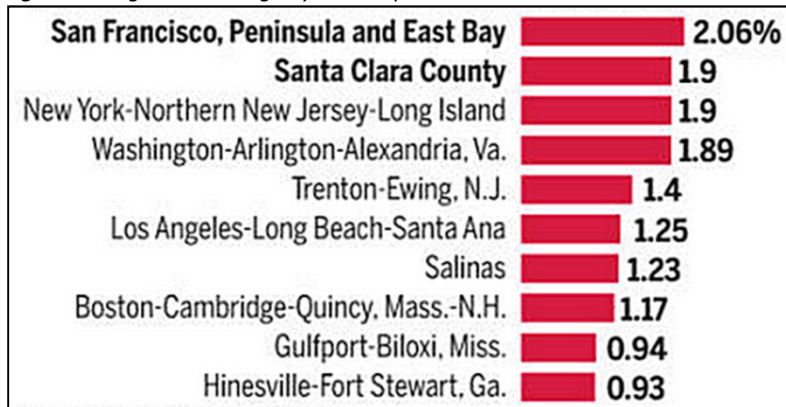 San Francisco, Peninsula and East Bay 2.06%
Santa Clara County 1.9
New York-Northern New Jersey-Long Island 1.9
Washington-Arlington-Alexandria, Va. 1.89
Trenton-Ewing, N.J. 1.4
Los Angeles-Long Beach-Santa Ana 1.25
Salinas 1.23
Boston-Cambridge-Quincy, Mass.-N.H. 1.17
Gulfport-Biloxi, Miss. 0.94
Hinesville-Fort Stewart, Ga. 0.93